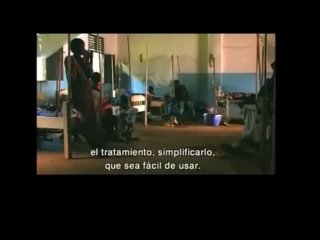 el tratamiento, simplificarlo,
que sea fácil de usar.